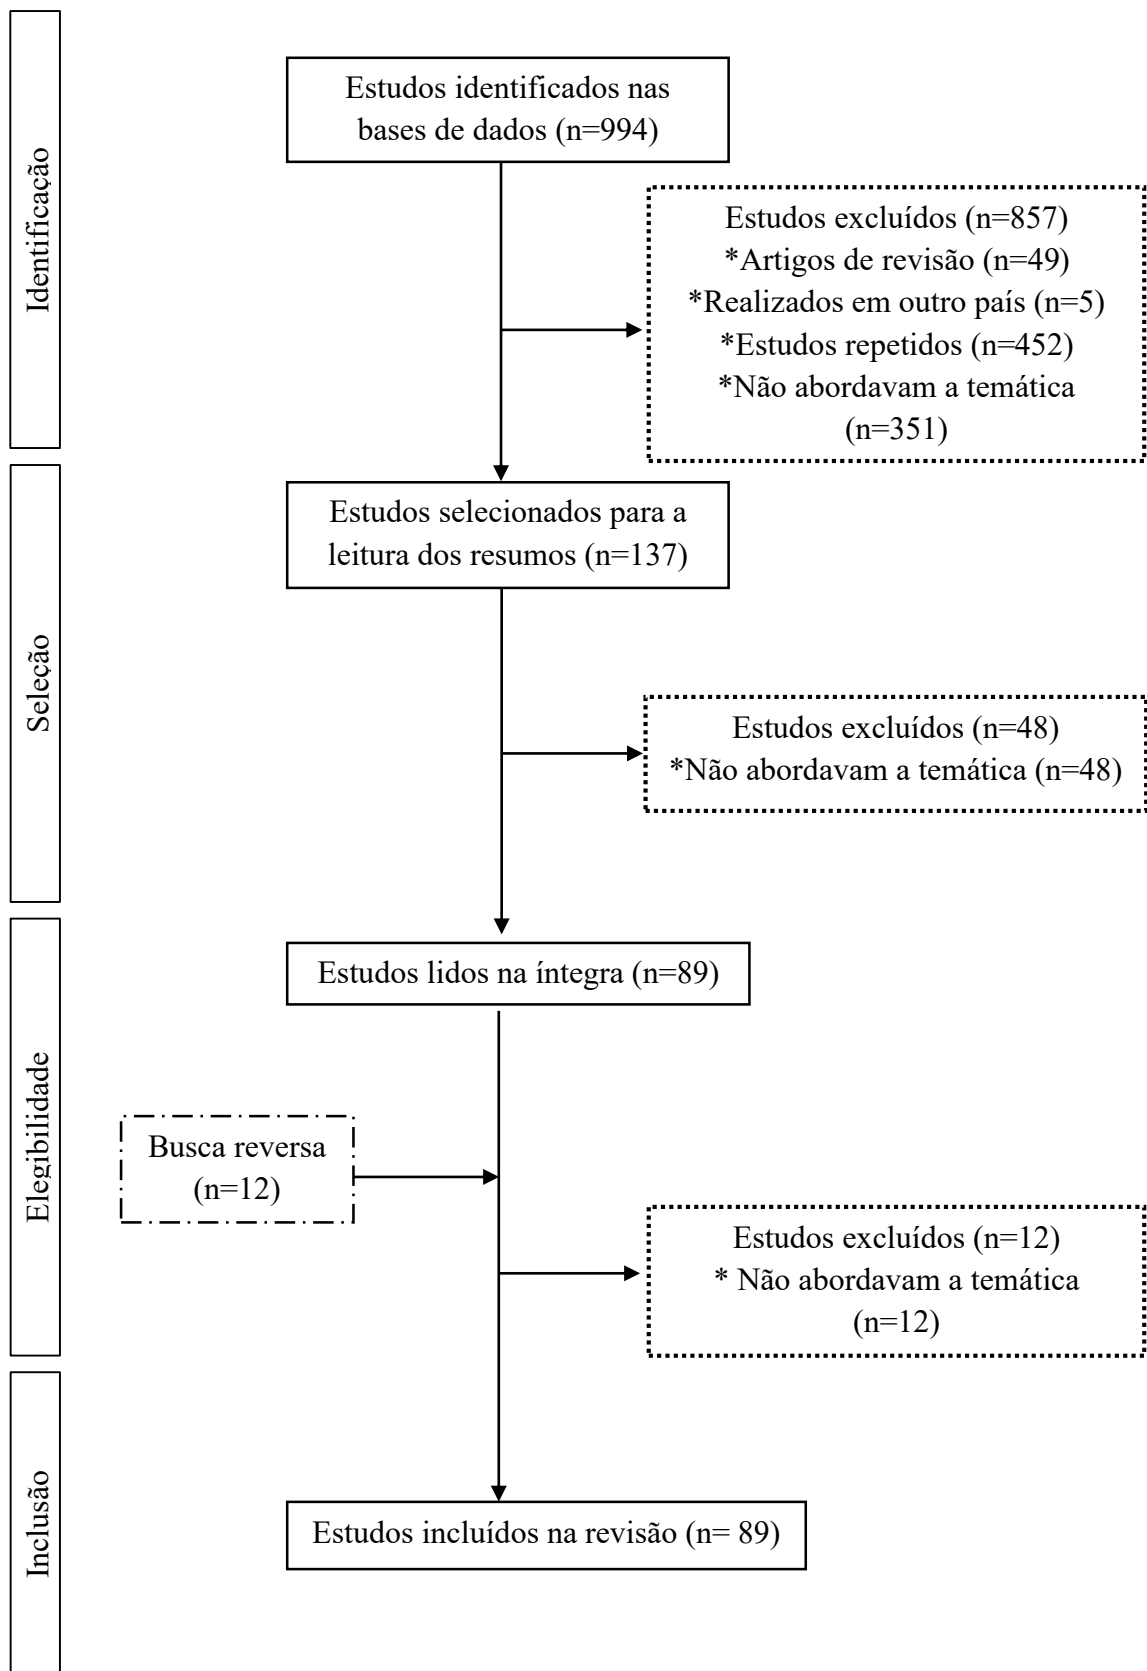 Identificação
Estudos identificados nas
bases de dados (n=994)
Estudos excluídos (n=857)
*Artigos de revisão (n=49)
*Realizados em outro país (n=5)
*Estudos repetidos (n=452)
*Não abordavam a temática
(n=351)
Seleção
Estudos selecionados para a
leitura dos resumos (n=137)
Estudos excluídos (n=48)
*Não abordavam a temática (n=48)
Elegibilidade
Estudos lidos na íntegra (n=89)
Busca reversa
(n=12)
Estudos excluídos (n=12)
* Não abordavam a temática
(n=12)
Inclusão
Estudos incluídos na revisão (n= 89)